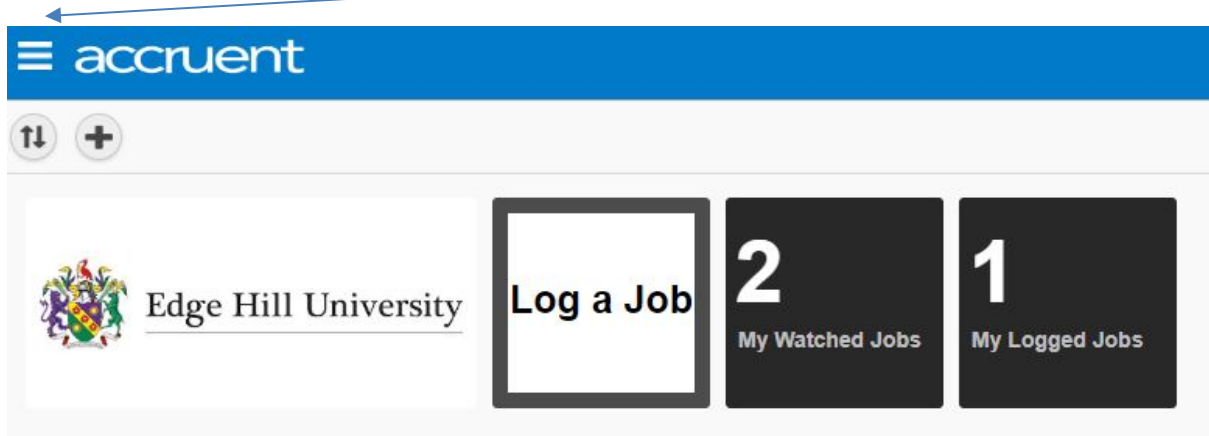 accruent
Edge Hill University
Log a Job
2
My Watched Jobs
1
My Logged Jobs